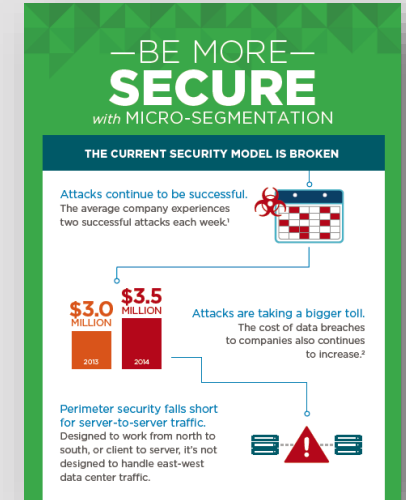 —BE MORE—
SECURE
with MICRO-SEGMENTATION
THE CURRENT SECURITY MODEL IS BROKEN
Attacks continue to be successful.
The average company experiences
two successful attacks each week.¹
$3.0
MILLION
2013
$3.5
MILLION
2014
Attacks are taking a bigger toll.
The cost of data breaches
to companies also continues
to increase.²
Perimeter security falls short
for server-to-server traffic.
Designed to work from north to
south, or client to server, it's not
designed to handle east-west
data center traffic.
!